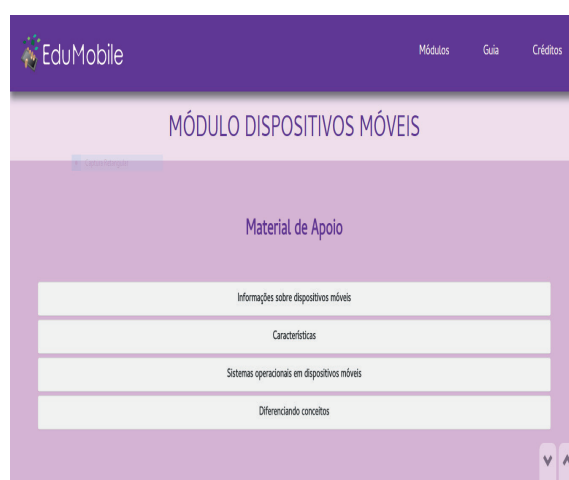 EduMobile
Módulos Guia Créditos
MÓDULO DISPOSITIVOS MÓVEIS
Material de Apoio
Informações sobre dispositivos móveis
Características
Sistemas operacionais em dispositivos móveis
Diferenciando conceitos